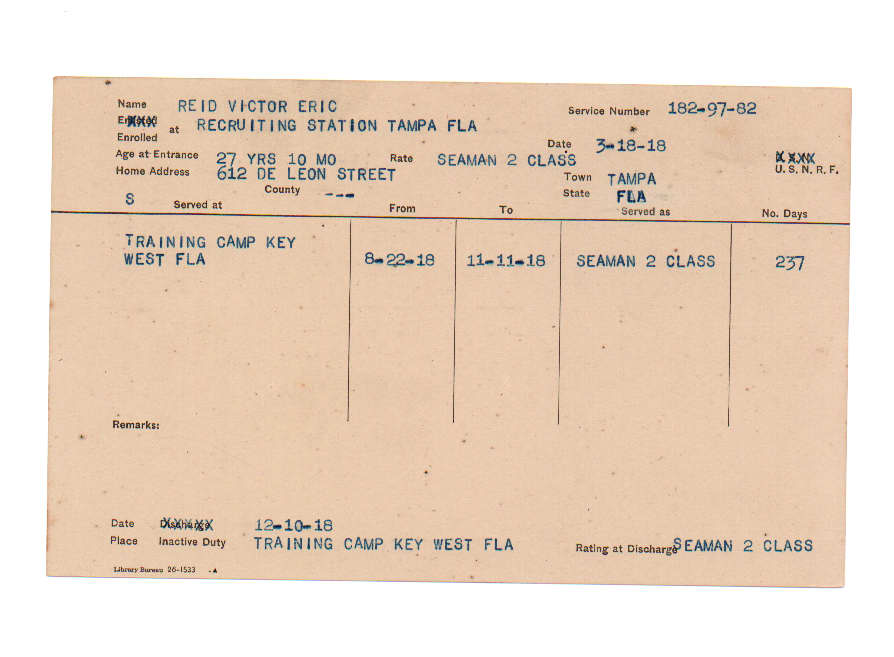 Name REID VICTOR ERIC Service Number 182-97-82
Enrolled at RECRUITING STATION TAMPA FLA
Date 3-18-18
Age at Entrance 27 YRS 10 MO Rate SEAMAN 2 CLASS
U. S. N. R. F.
Home Address 612 DE LEON STREET Town TAMPA
S County --- State FLA
Served at From To Served as No. Days
TRAINING CAMP KEY
WEST FLA 8-22-18 11-11-18 SEAMAN 2 CLASS 237
Remarks:
Date 12-10-18
Place Inactive Duty TRAINING CAMP KEY WEST FLA Rating at Discharge SEAMAN 2 CLASS
Library Bureau 26-1533